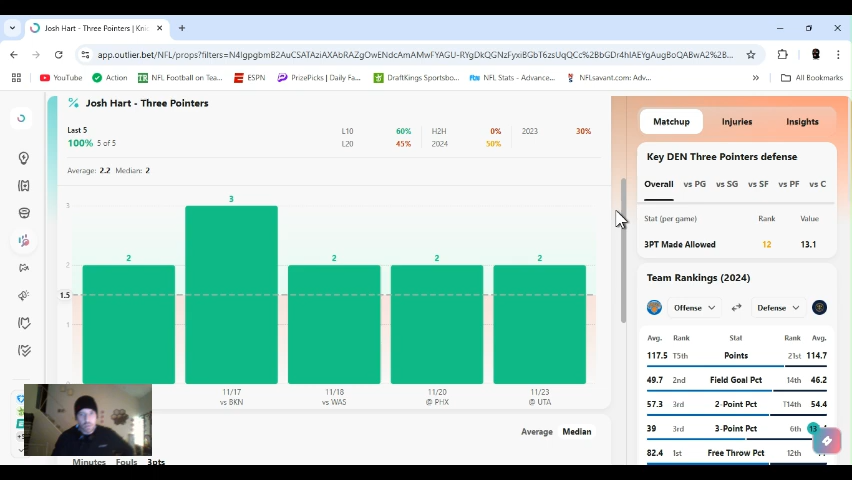 Josh Hart - Three Pointers | Knic
app.outlier.bet/NFL/props?filters=
YouTube
Action
NFL Football on Tea...
ESPN
PrizePicks | Daily Fa...
DraftKings Sportsbo...
NFL Stats - Advance...
NFLsavant.com: Adv...
All Bookmarks
Josh Hart - Three Pointers
Last 5
100% 5 of 5
L10 60% H2H 0% 2023 30%
L20 45% 2024 50%
Average: 2.2 Median: 2
3
2
1.5
1
2
3
2
2
2
11/17
vs BKN
11/18
vs WAS
11/20
@ PHX
11/23
@ UTA
Average Median
Minutes Fouls 3pts
Matchup Injuries Insights
Key DEN Three Pointers defense
Overall vs PG vs SG vs SF vs PF vs C
Stat (per game) Rank Value
3PT Made Allowed 12 13.1
Team Rankings (2024)
Offense Defense
Avg. Rank Stat Rank Avg.
117.5 T5th Points 21st 114.7
49.7 2nd Field Goal Pct 14th 46.2
57.3 3rd 2-Point Pct T14th 54.4
39 3rd 3-Point Pct 6th
82.4 1st Free Throw Pct 12th